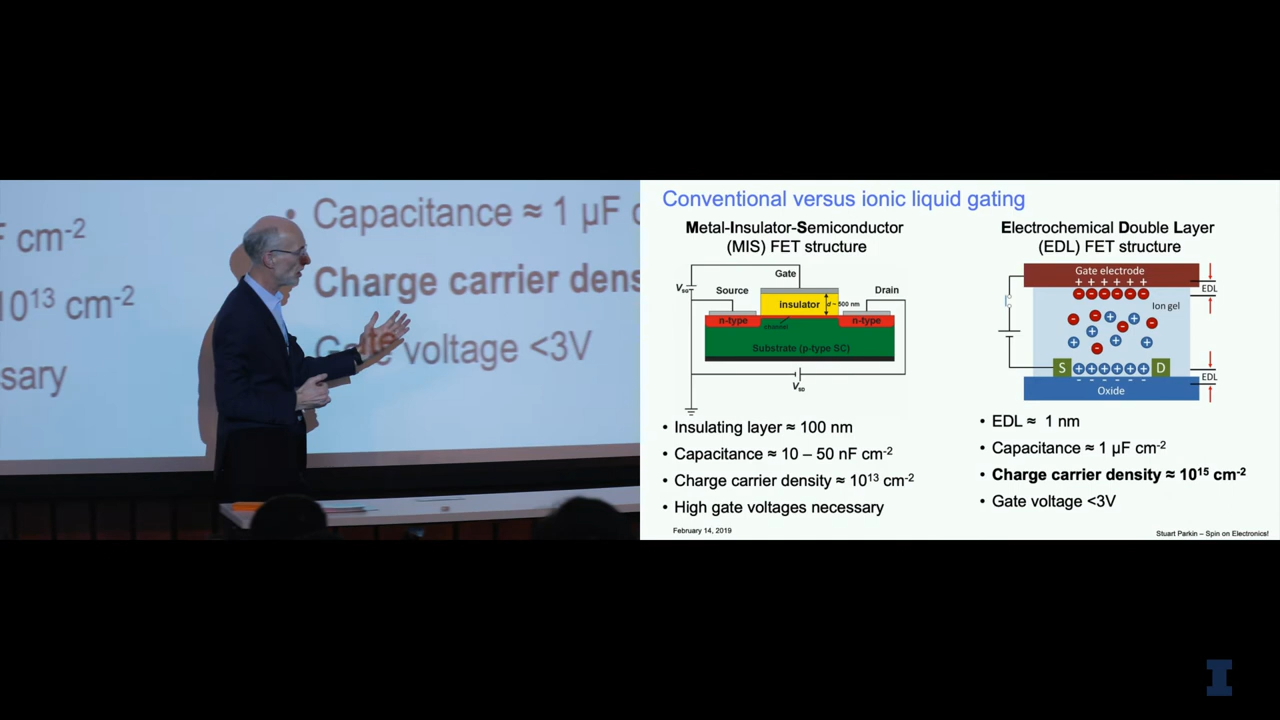 F cm-2
10¹³ cm-2
sary
• Capacitance ≈ 1 μF c
Charge carrier dens
Gate voltage <3V
Conventional versus ionic liquid gating
Metal-Insulator-Semiconductor
(MIS) FET structure
Gate
Source
Drain
insulator
d ~ 500 nm
n-type
channel
n-type
Substrate (p-type SC)
• Insulating layer ≈ 100 nm
• Capacitance ≈ 10 – 50 nF cm-2
• Charge carrier density ≈ 10¹³ cm-2
• High gate voltages necessary
February 14, 2019
Electrochemical Double Layer
(EDL) FET structure
Gate electrode
+ + + + + +
EDL
Ion gel
S
D
EDL
Oxide
• EDL ≈ 1 nm
• Capacitance ≈ 1 μF cm-2
• Charge carrier density ≈ 10¹⁵ cm-2
• Gate voltage <3V
Stuart Parkin – Spin on Electronics!
I